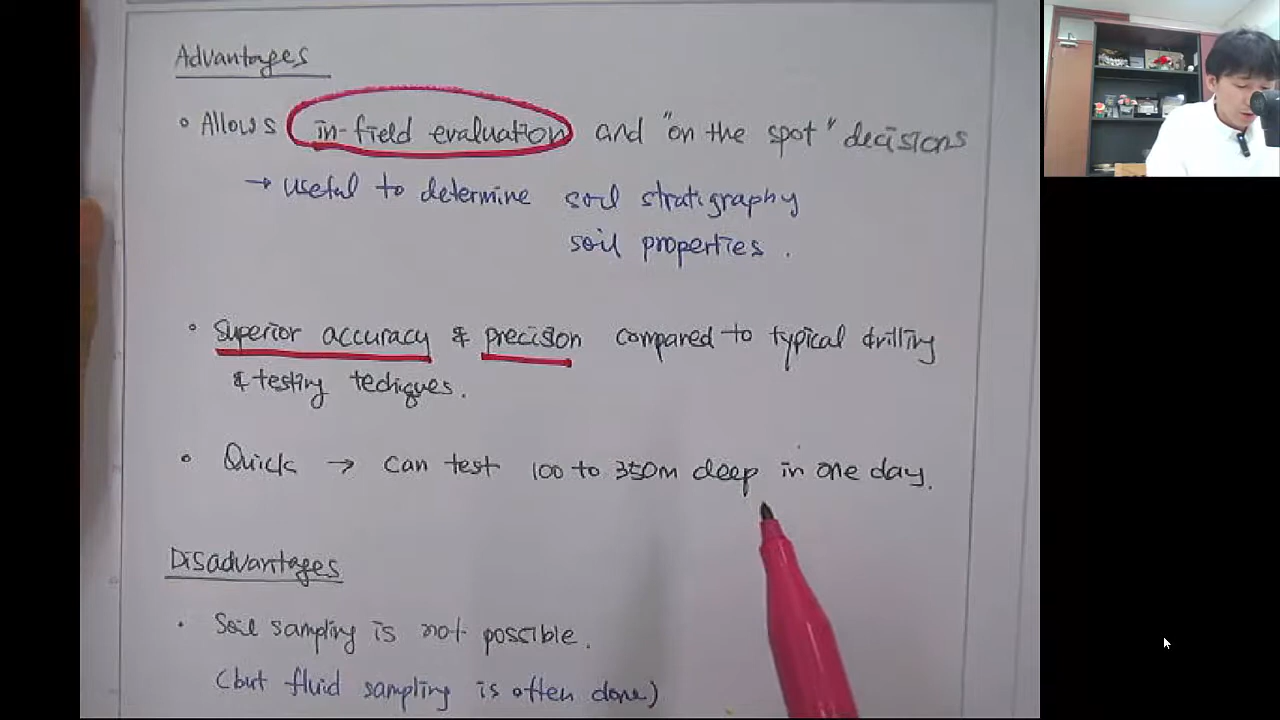 Advantages
◦ Allows in-field evaluation and "on the spot" decisions
→ useful to determine soil stratigraphy
soil properties.
◦ Superior accuracy & precision compared to typical drilling
& testing techiques.
◦ Quick → can test 100 to 350m deep in one day.
Disadvantages
· Soil sampling is not possible.
(but fluid sampling is often done)